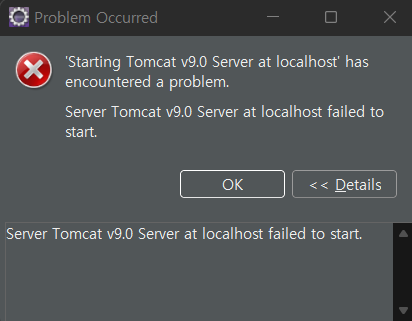 Problem Occurred
'Starting Tomcat v9.0 Server at localhost' has
encountered a problem.
Server Tomcat v9.0 Server at localhost failed to
start.
OK
<< Details
Server Tomcat v9.0 Server at localhost failed to start.